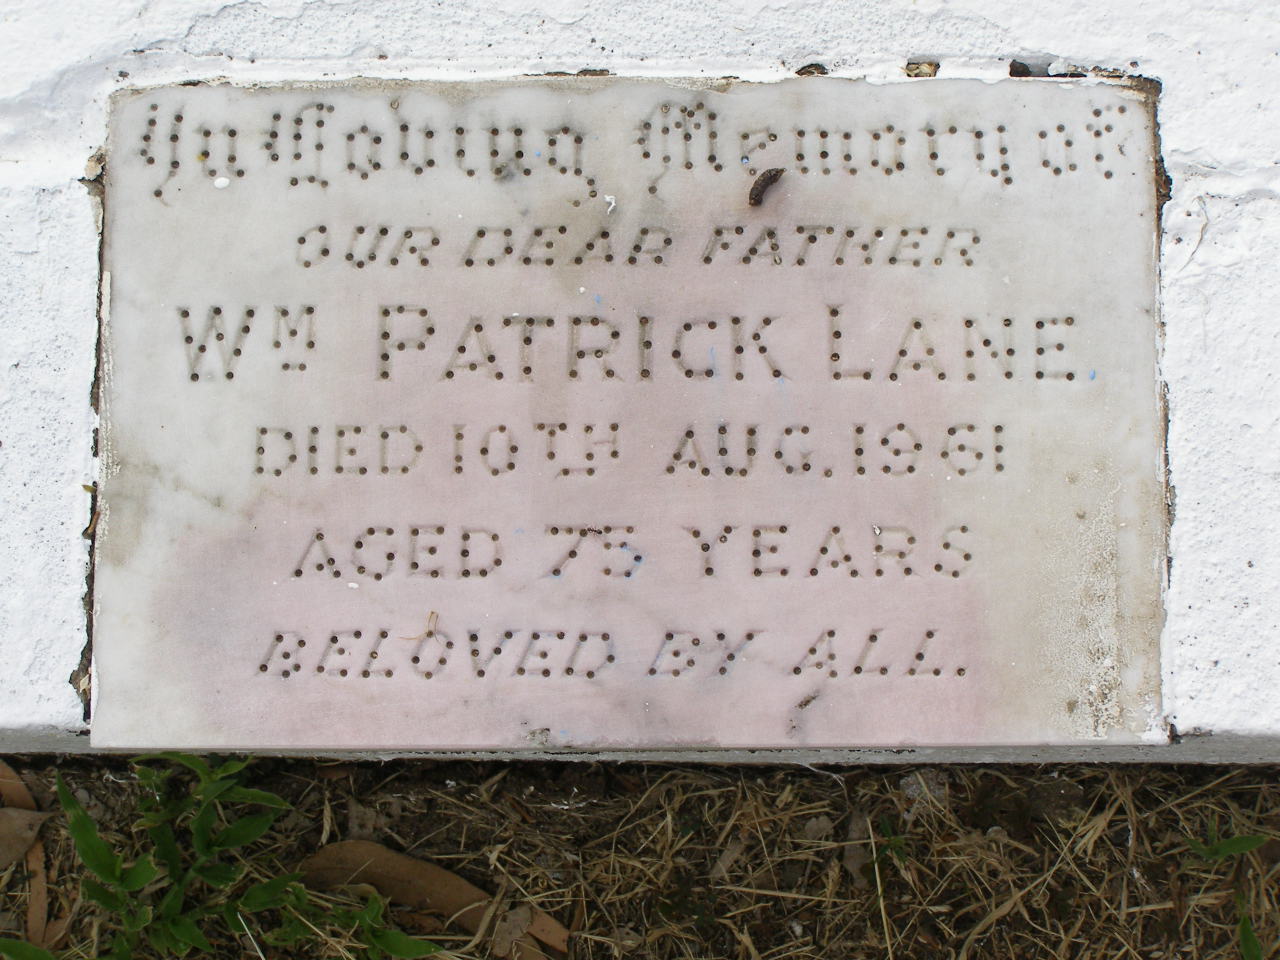 In Loving Memory of
OUR DEAR FATHER
WM PATRICK LANE
DIED 10TH AUG. 1961
AGED 75 YEARS
BELOVED BY ALL.